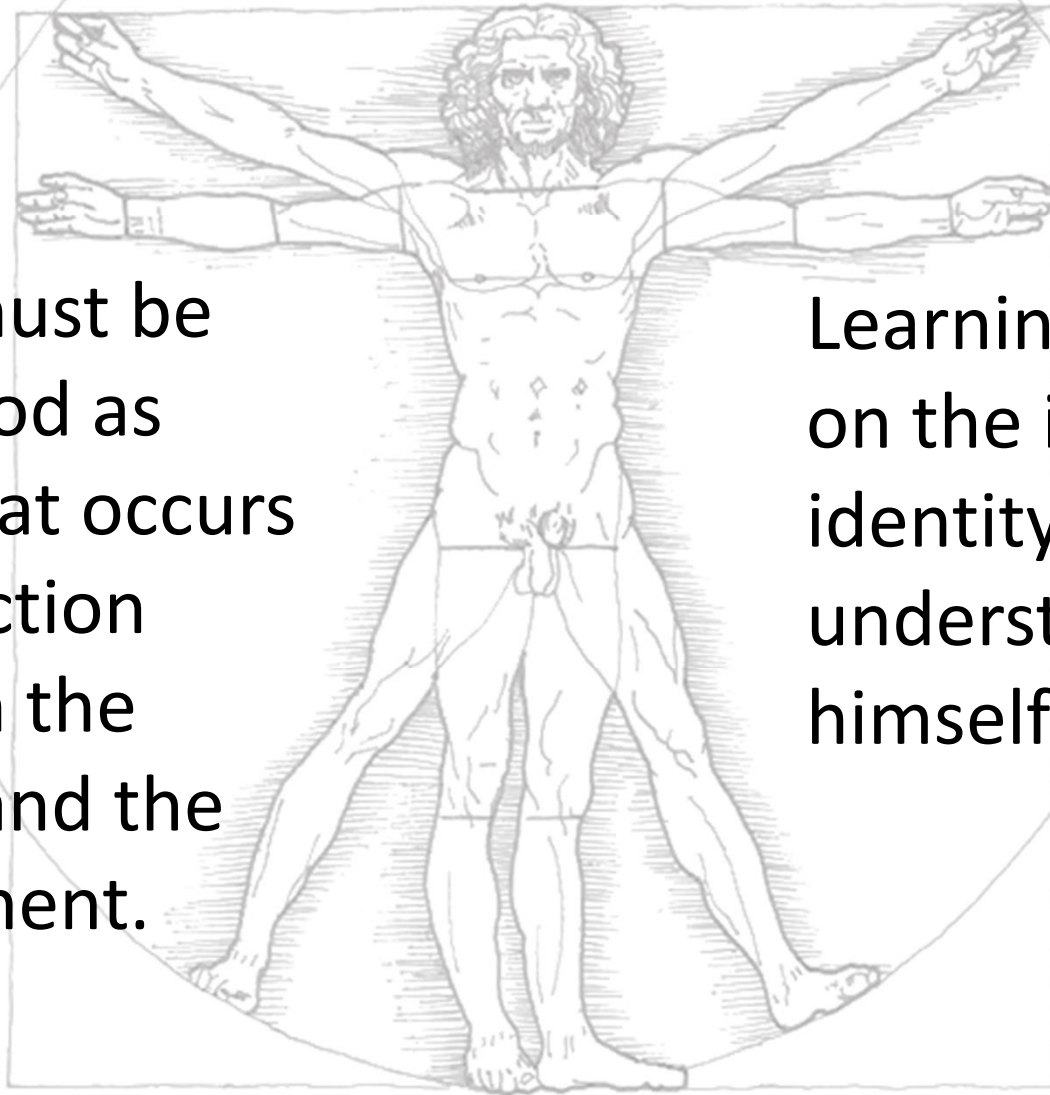 ust be
od as
at occurs
ction
the
nd the
ent.
Learnin
on the
identity
underst
himself